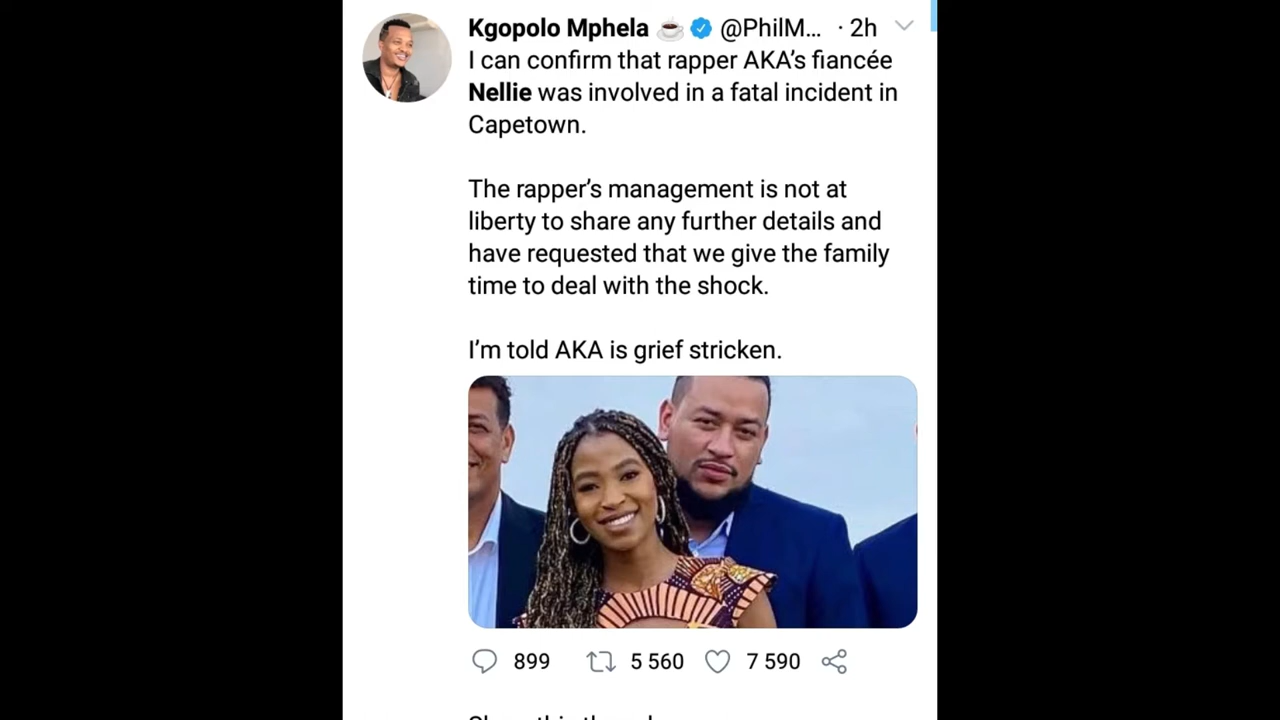 Kgopolo Mphela ☕ @PhilM... · 2h
I can confirm that rapper AKA's fiancée
Nellie was involved in a fatal incident in
Capetown.
The rapper's management is not at
liberty to share any further details and
have requested that we give the family
time to deal with the shock.
I'm told AKA is grief stricken.
899 5 560 7 590